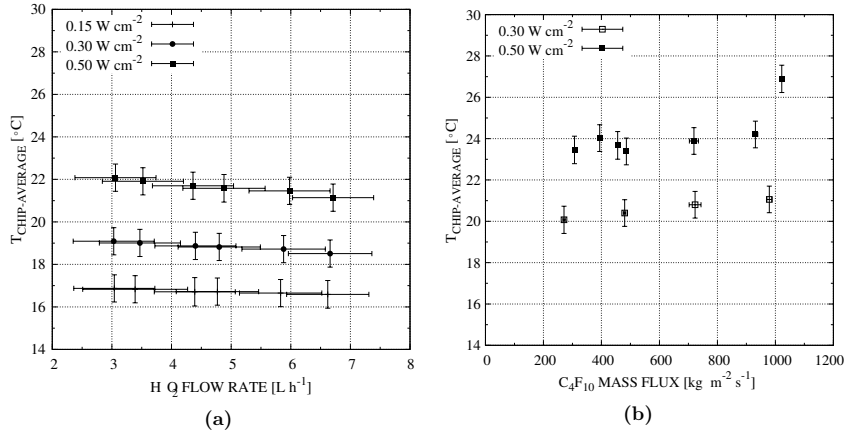 30
28
26
24
22
20
18
16
14
T CHIP-AVERAGE [°C]
0.15 W cm-2
0.30 W cm-2
0.50 W cm-2
2 3 4 5 6 7 8
H2O FLOW RATE [L h-1]
(a)
30
28
26
24
22
20
18
16
14
T CHIP-AVERAGE [°C]
0.30 W cm-2
0.50 W cm-2
0 200 400 600 800 1000 1200
C4F10 MASS FLUX [kg m-2 s-1]
(b)